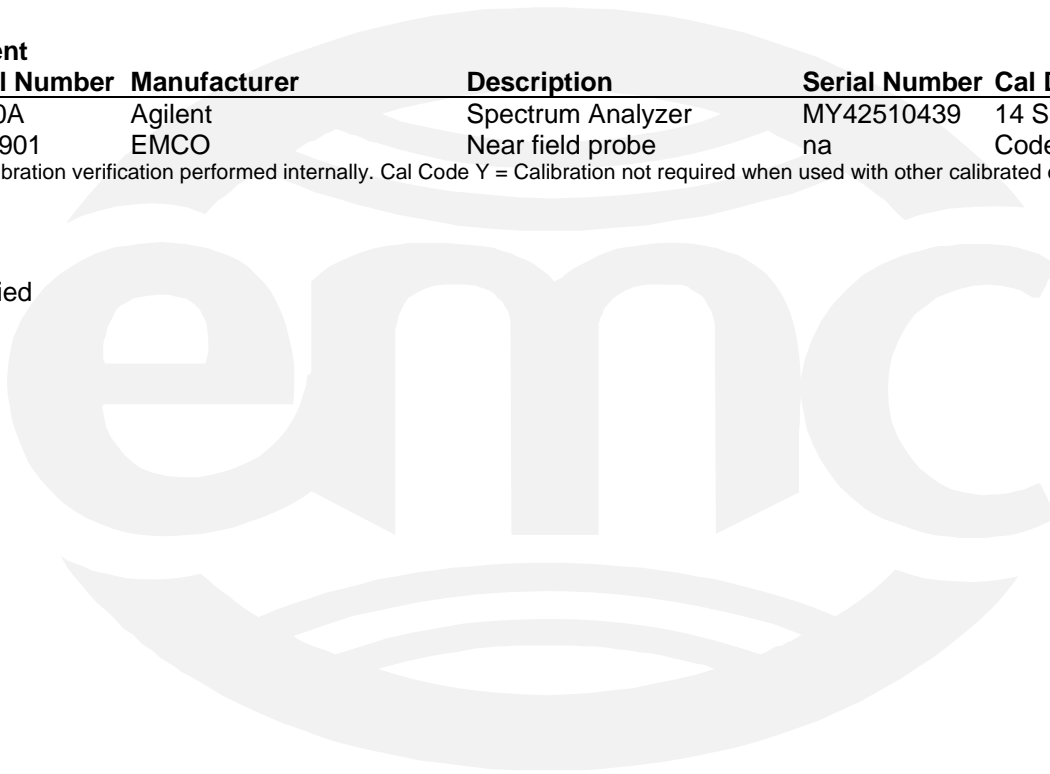 ent
l Number Manufacturer Description Serial Number Cal D
0A Agilent Spectrum Analyzer MY42510439 14 S
901 EMCO Near field probe na Code
bration verification performed internally. Cal Code Y = Calibration not required when used with other calibrated e
ied
emc